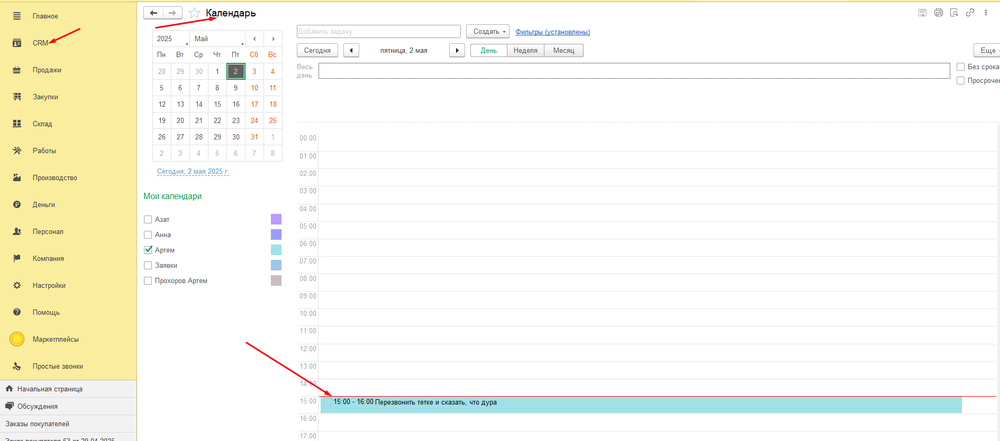 Главное
CRM
Продажи
Закупки
Склад
Работы
Производство
Деньги
Персонал
Компания
Настройки
Помощь
Маркетплейсы
Простые звонки
Начальная страница
Обсуждения
Заказы покупателей
Заказ покупателя 63 от 29.04.2025
Календарь
2025 Май
Пн Вт Ср Чт Пт Сб Вс
28 29 30 1 2 3 4
5 6 7 8 9 10 11
12 13 14 15 16 17 18
19 20 21 22 23 24 25
26 27 28 29 30 31 1
2 3 4 5 6 7 8
Сегодня, 2 мая 2025 г.
Мои календари
Азат
Анна
Артем
Заявки
Прохоров Артем
Добавить задачу Создать Фильтры (установлены)
Сегодня пятница, 2 мая День Неделя Месяц Еще
Весь
день
Без срока
Просрочен
00:00
01:00
02:00
03:00
04:00
05:00
06:00
07:00
08:00
09:00
10:00
11:00
12:00
13:00
14:00
15:00 15:00 - 16:00 Перезвонить тетке и сказать, что дура
16:00
17:00